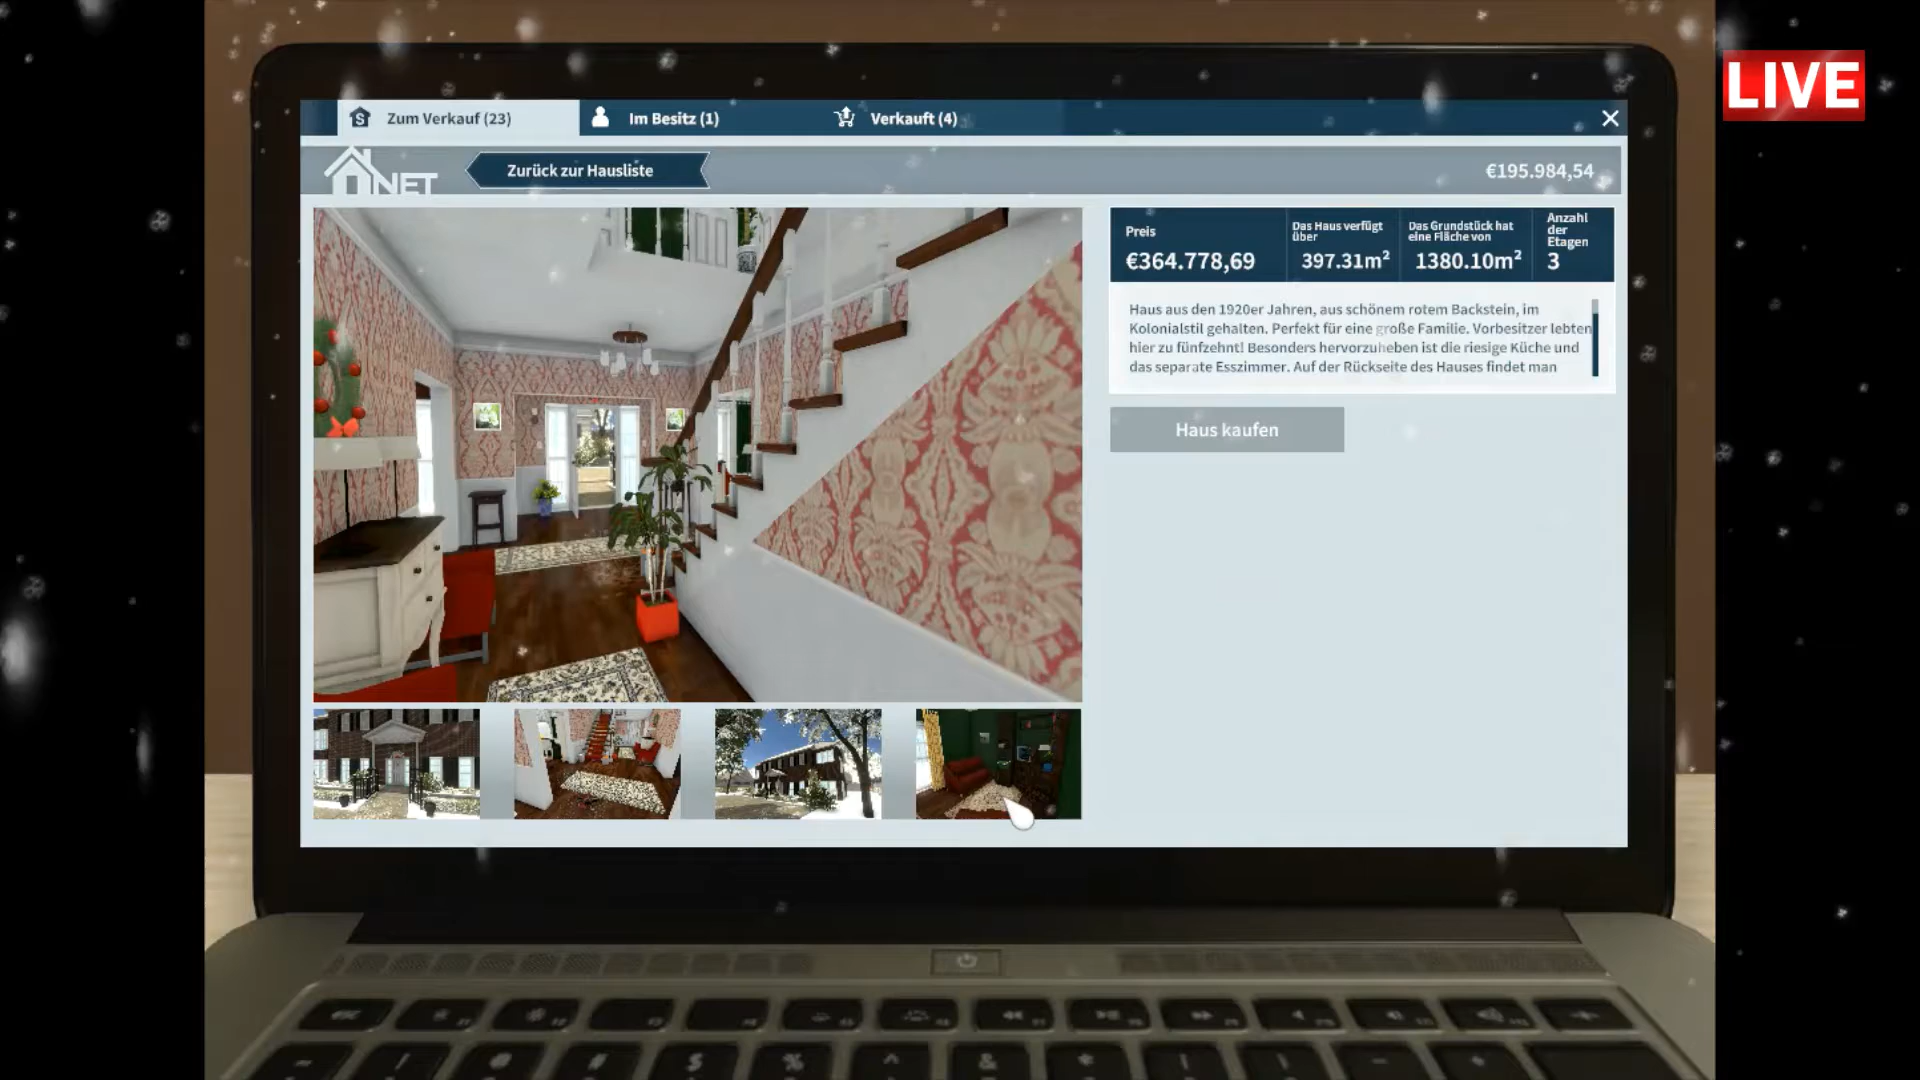 LIVE
Zum Verkauf (23)
Im Besitz (1)
Verkauft (4)
NET
Zurück zur Hausliste
€195.984,54
Preis
€364.778,69
Das Haus verfügt
über
397.31m²
Das Grundstück hat
eine Fläche von
1380.10m²
Anzahl
der
Etagen
3
Haus aus den 1920er Jahren, aus schönem rotem Backstein, im
Kolonialstil gehalten. Perfekt für eine große Familie. Vorbesitzer lebten
hier zu fünfzehnt! Besonders hervorzuheben ist die riesige Küche und
das separate Esszimmer. Auf der Rückseite des Hauses findet man
Haus kaufen